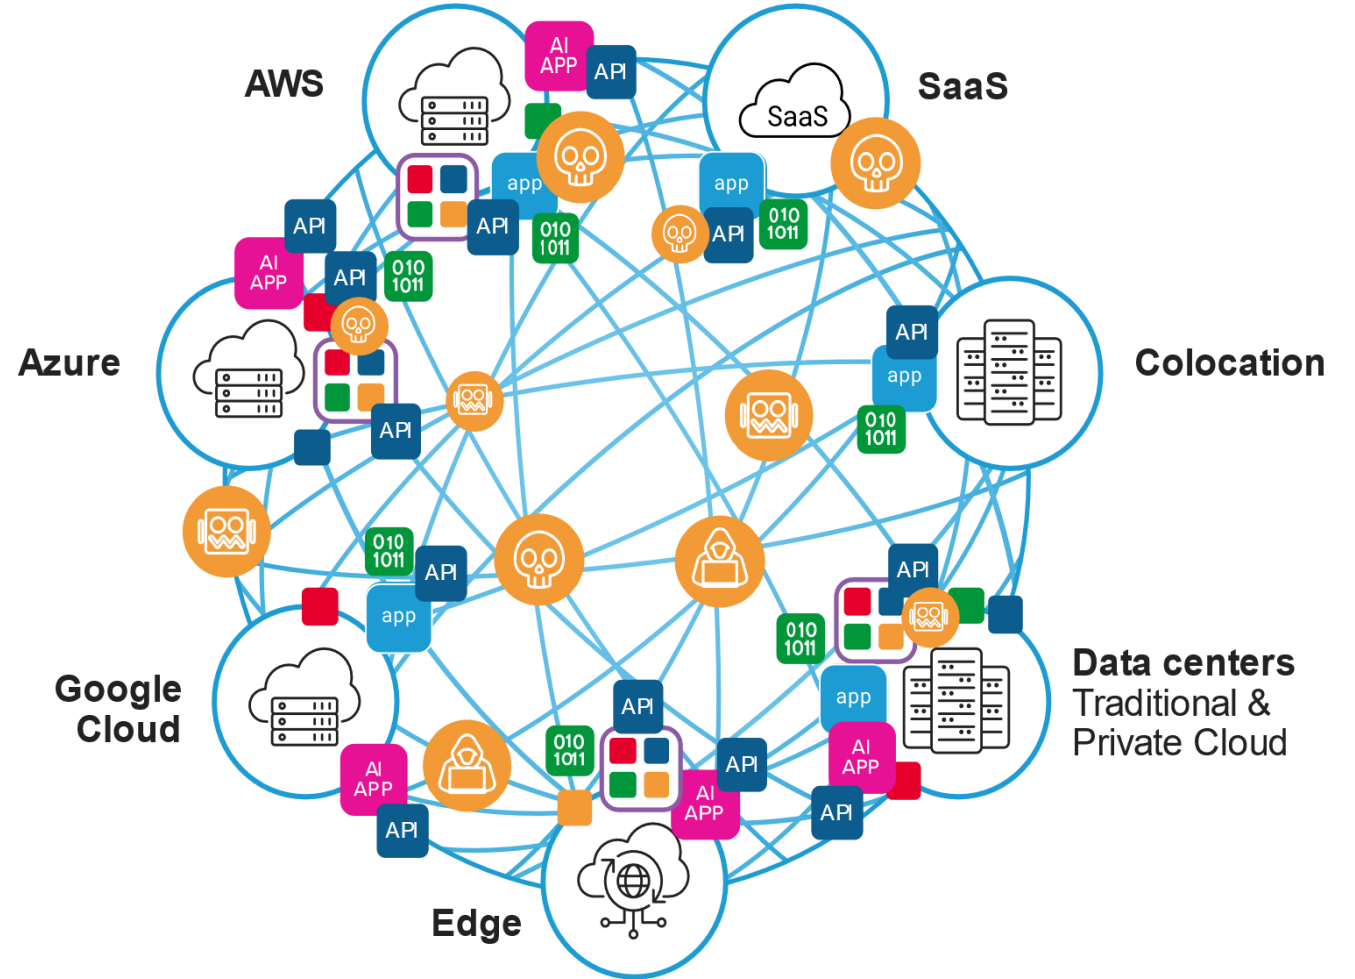 AI
APP
API
AWS
SaaS
SaaS
app
app
API
API
010
1011
API
010
1011
AI
APP
API
010
1011
API
Azure
app
Colocation
API
010
1011
010
1011
API
API
app
010
1011
Data centers
Traditional &
Private Cloud
Google
Cloud
app
API
010
1011
AI
APP
API
AI
APP
AI
APP
API
API
Edge